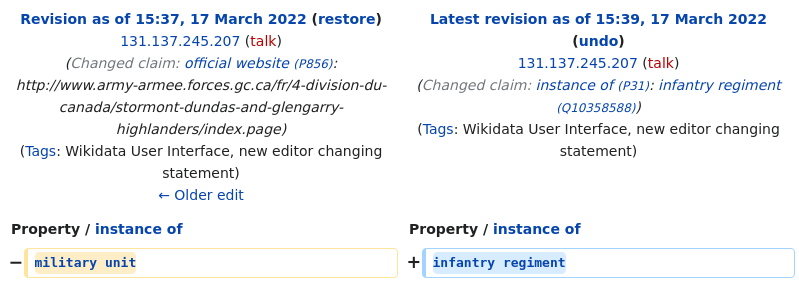 Revision as of 15:37, 17 March 2022 (restore)
131.137.245.207 (talk)
(Changed claim: official website (P856):
http://www.army-armee.forces.gc.ca/fr/4-division-du-
canada/stormont-dundas-and-glengarry-
highlanders/index.page)
(Tags: Wikidata User Interface, new editor changing
statement)
← Older edit
Latest revision as of 15:39, 17 March 2022
(undo)
131.137.245.207 (talk)
(Changed claim: instance of (P31): infantry regiment
(Q10358588))
(Tags: Wikidata User Interface, new editor changing
statement)
Property / instance of
Property / instance of
− military unit
+ infantry regiment